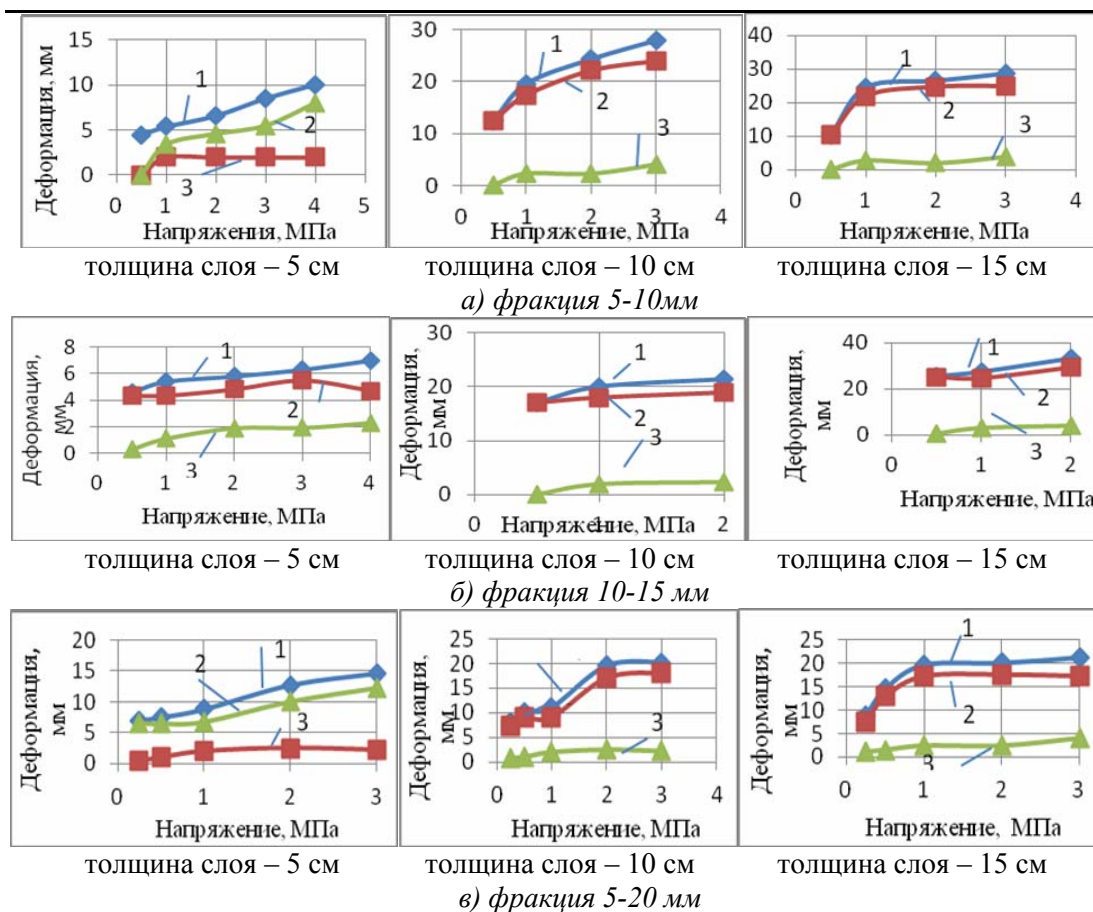 15
10
5
0
0 1 2 3 4 5
1
2
3
Деформация, мм
Напряжения, МПа
30
20
10
0
0 1 2 3 4
1
2
3
Напряжение, МПа
40
30
20
10
0
0 1 2 3 4
1
2
3
Напряжение, МПа
толщина слоя – 5 см толщина слоя – 10 см толщина слоя – 15 см
а) фракция 5-10мм
8
6
4
2
0
0 1 2 3 4
1
2
3
Деформация,
мм
Напряжение, МПа
30
20
10
0
0 1 2
1
2
3
Деформация,
мм
Напряжение, МПа
40
20
0
0 1 2
1
2
3
Деформация,
мм
Напряжение, МПа
толщина слоя – 5 см толщина слоя – 10 см толщина слоя – 15 см
б) фракция 10-15 мм
20
15
10
5
0
0 1 2 3
2
1
3
Деформация,
мм
Напряжение, МПа
25
20
15
10
5
0
0 1 2 3 4
3
Деформация,
мм
Напряжение, МПа
25
20
15
10
5
0
0 1 2 3
1
2
3
Деформация,
мм
Напряжение, МПа
толщина слоя – 5 см толщина слоя – 10 см толщина слоя – 15 см
в) фракция 5-20 мм